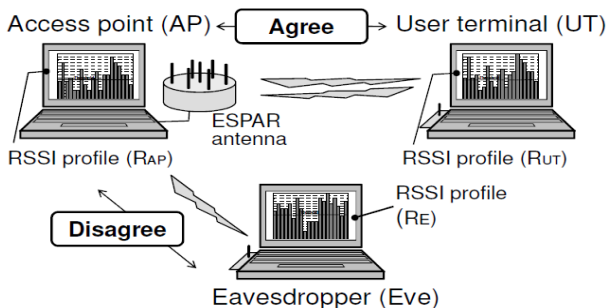 Access point (AP)
Agree
User terminal (UT)
ESPAR
antenna
RSSI profile (RAP)
RSSI profile (RUT)
RSSI profile
(RE)
Disagree
Eavesdropper (Eve)